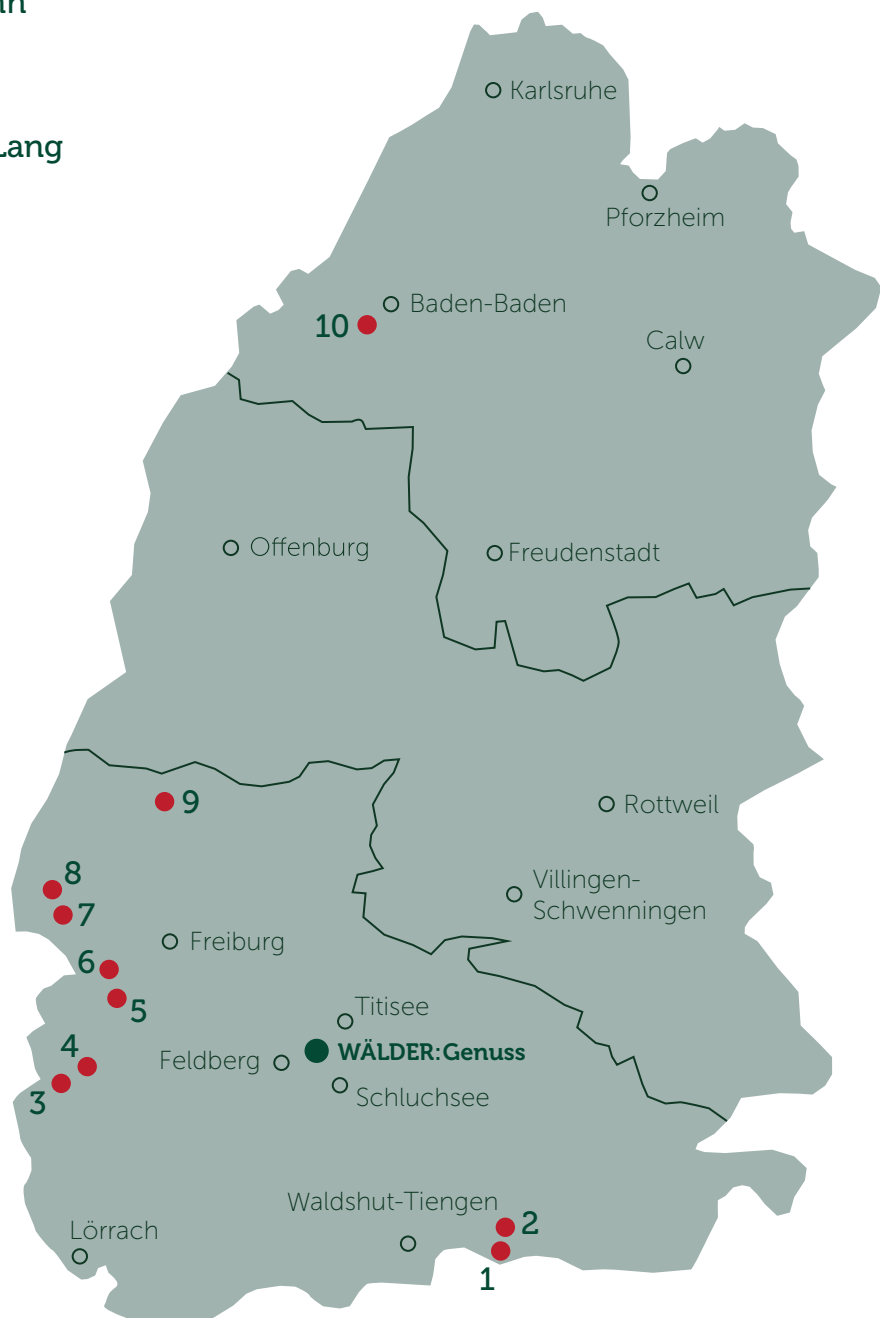 Lang
Karlsruhe
Pforzheim
Baden-Baden
10
Calw
Offenburg
Freudenstadt
9
Rottweil
8
7
Villingen-
Schwenningen
Freiburg
6
5
Titisee
4
Feldberg
WÄLDER:Genuss
3
Schluchsee
Waldshut-Tiengen
2
Lörrach
1